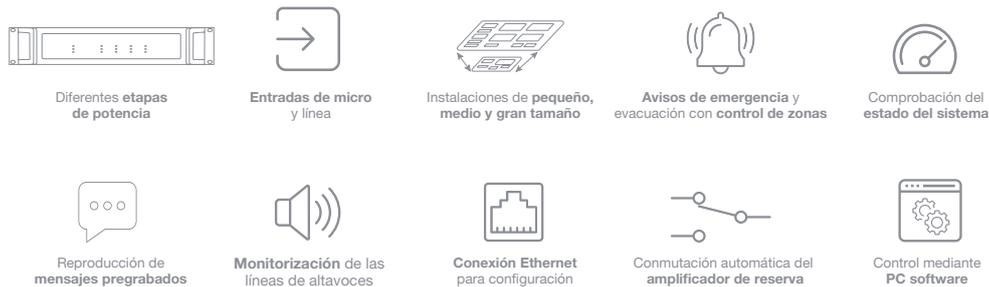 Diferentes etapas
de potencia
Entradas de micro
y línea
Instalaciones de pequeño,
medio y gran tamaño
Avisos de emergencia y
evacuación con control de zonas
Comprobación del
estado del sistema
Reproducción de
mensajes pregrabados
Monitorización de las
líneas de altavoces
Conexión Ethernet
para configuración
Conmutación automática del
amplificador de reserva
Control mediante
PC software